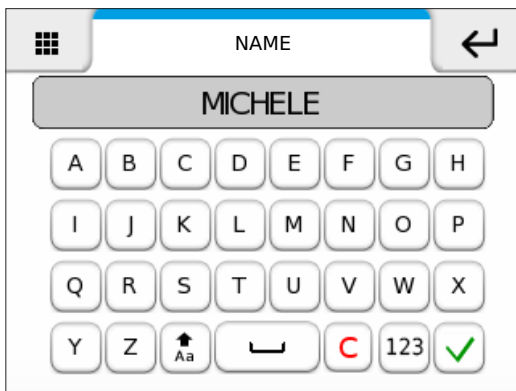 NAME
MICHELE
A B C D E F G H
I J K L M N O P
Q R S T U V W X
Y Z Aa C 123